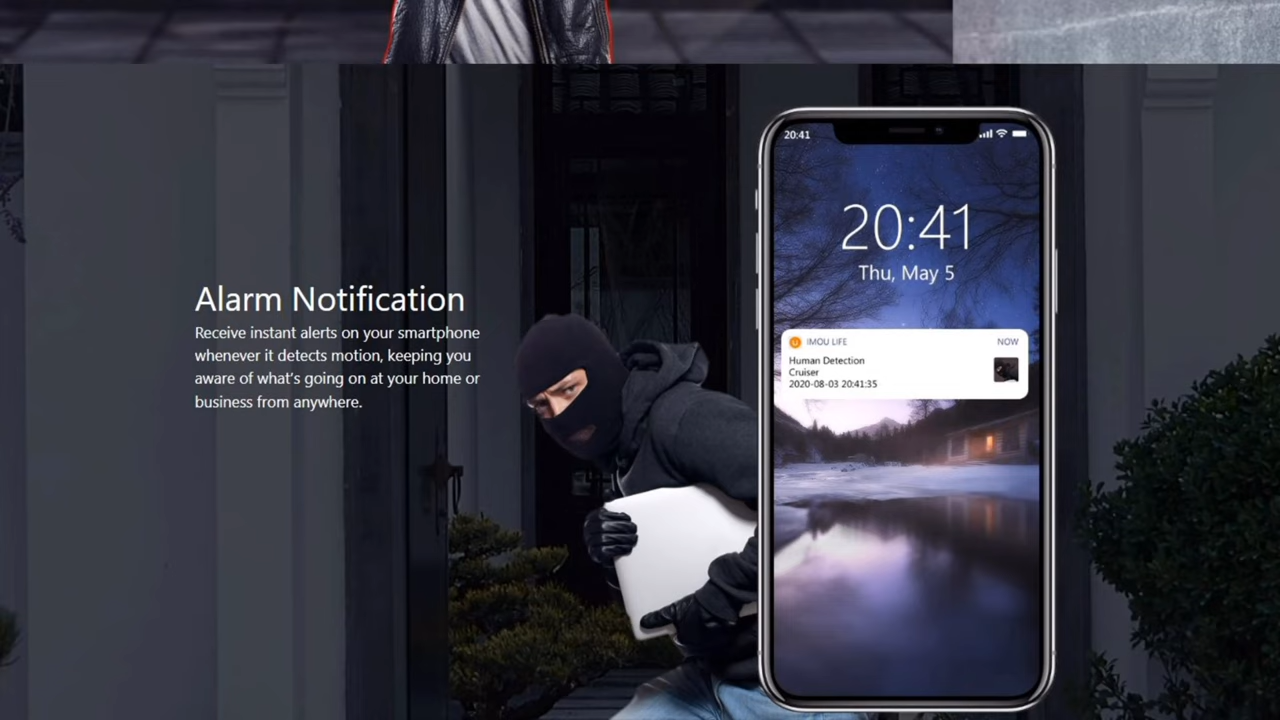 Alarm Notification
Receive instant alerts on your smartphone
whenever it detects motion, keeping you
aware of what's going on at your home or
business from anywhere.
20:41
20:41
Thu, May 5
IMOU LIFE NOW
Human Detection
Cruiser
2020-08-03 20:41:35